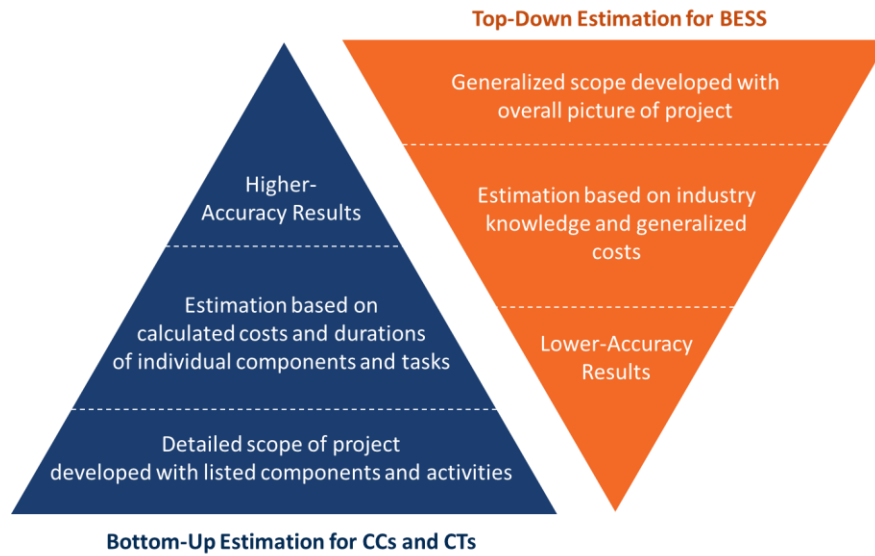 Top-Down Estimation for BESS
Generalized scope developed with
overall picture of project
Estimation based on industry
knowledge and generalized
costs
Lower-Accuracy
Results
Higher-
Accuracy Results
Estimation based on
calculated costs and durations
of individual components and tasks
Detailed scope of project
developed with listed components and activities
Bottom-Up Estimation for CCs and CTs